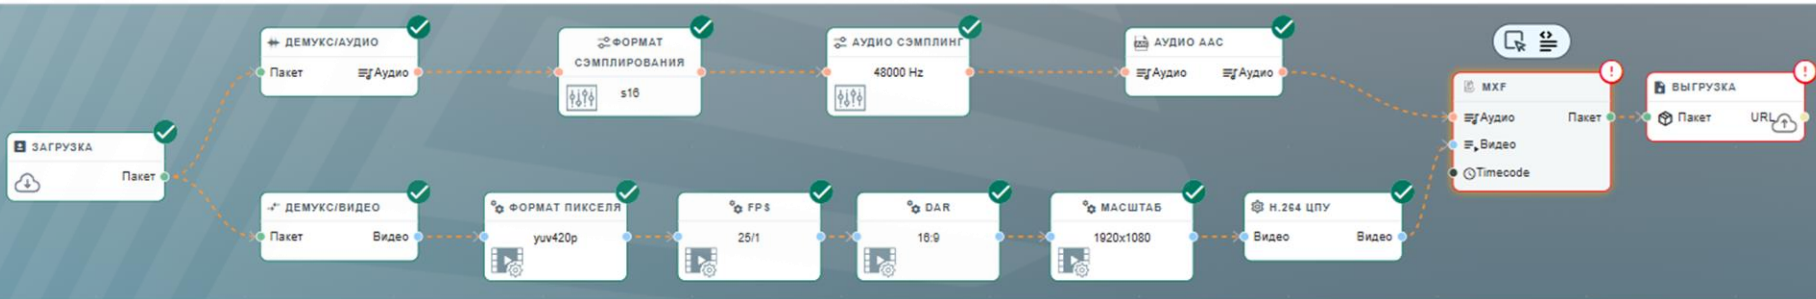 ЗАГРУЗКА
Пакет
ДЕМУКС/АУДИО
Пакет Аудио
ФОРМАТ
СЭМПЛИРОВАНИЯ
s16
АУДИО СЭМПЛИНГ
48000 Hz
АУДИО AAC
Аудио Аудио
ДЕМУКС/ВИДЕО
Пакет Видео
ФОРМАТ ПИКСЕЛЯ
yuv420p
FPS
25/1
DAR
16:9
МАСШТАБ
1920x1080
H.264 ЦПУ
Видео Видео
MXF
Аудио Пакет
Видео
Timecode
ВЫГРУЗКА
Пакет URL